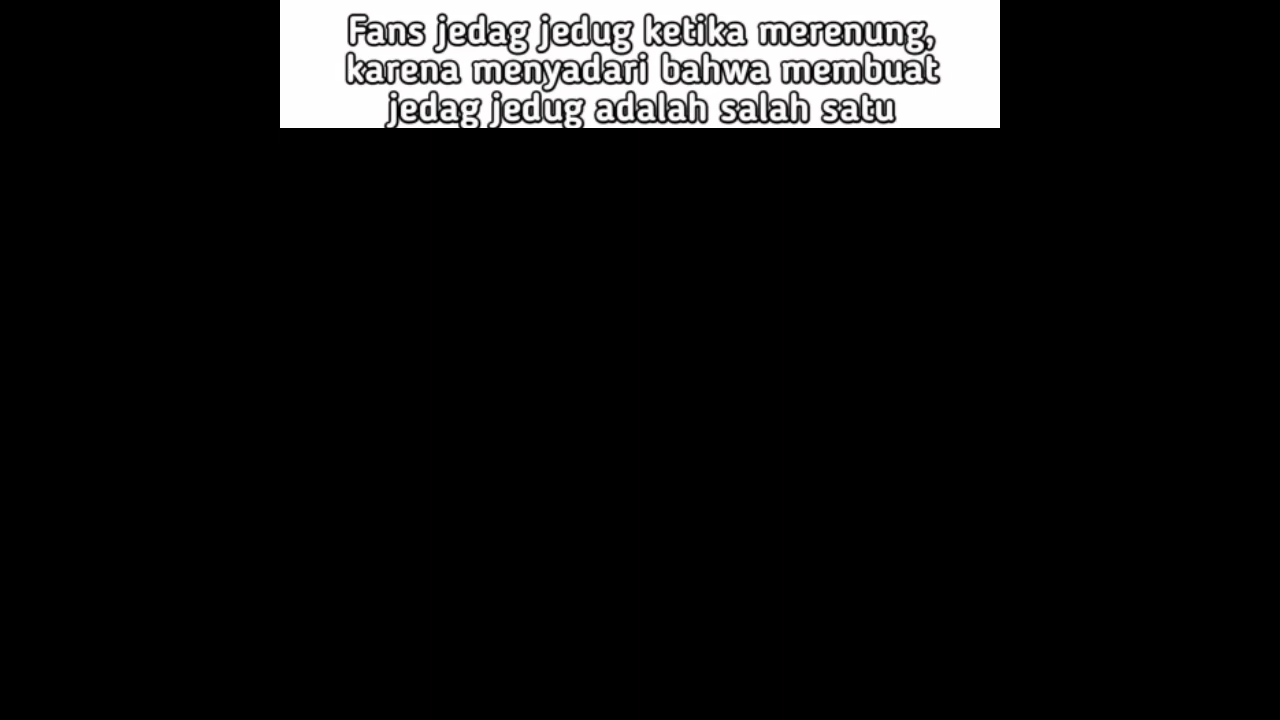 Fans jedag jedug ketika merenung,
karena menyadari bahwa membuat
jedag jedug adalah salah satu